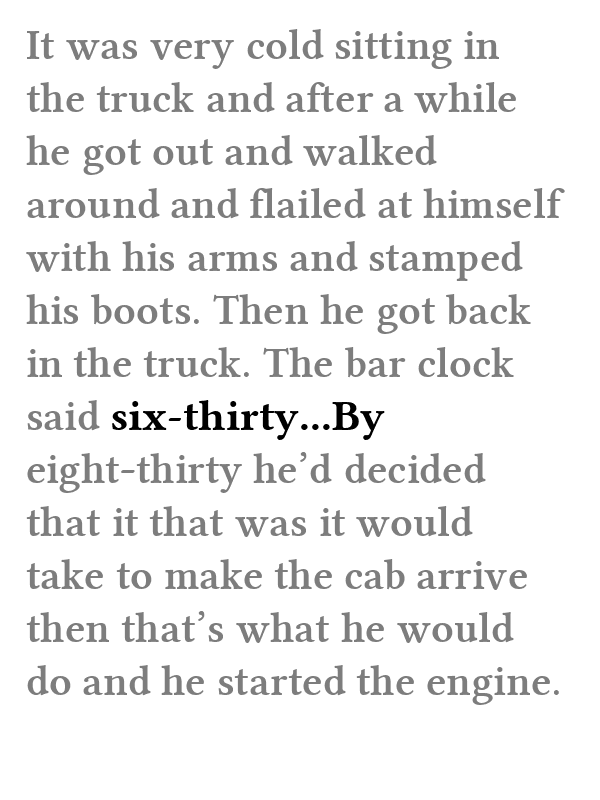 It was very cold sitting in
the truck and after a while
he got out and walked
around and flailed at himself
with his arms and stamped
his boots. Then he got back
in the truck. The bar clock
said six-thirty...By
eight-thirty he’d decided
that it that was it would
take to make the cab arrive
then that’s what he would
do and he started the engine.